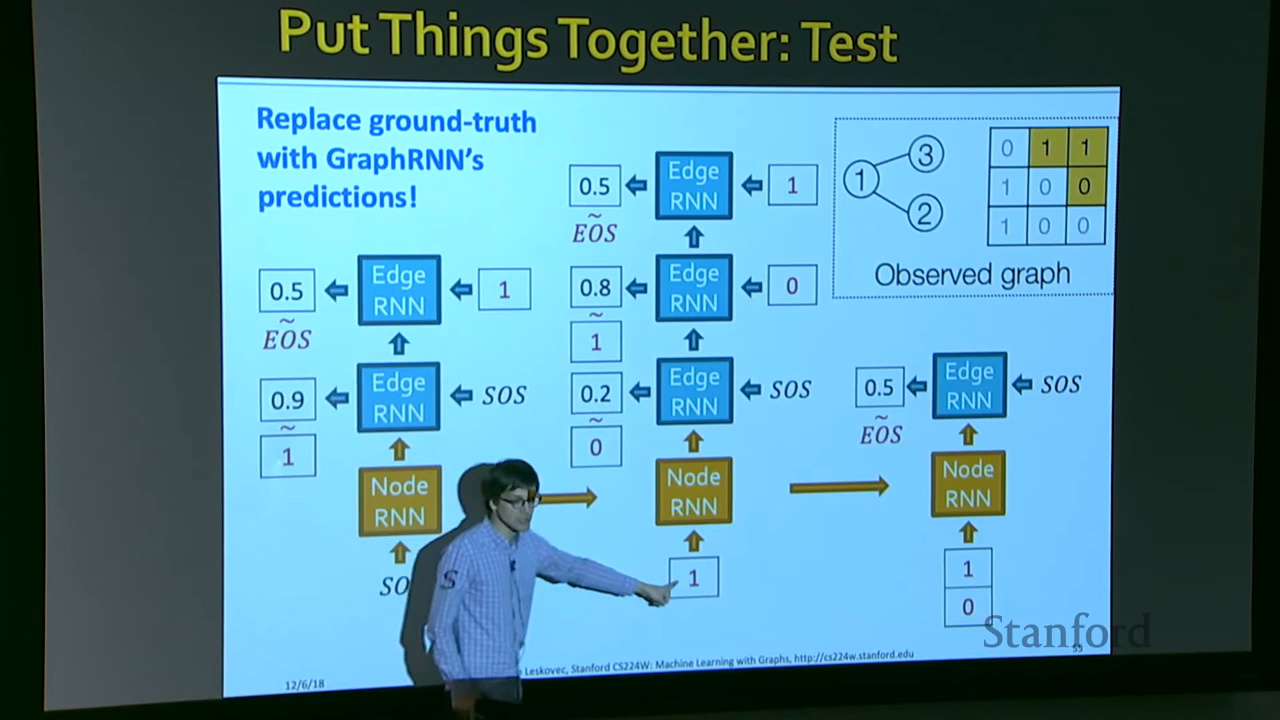 Put Things Together: Test
Replace ground-truth
with GraphRNN's
predictions!
0.5
Edge
RNN
1
EOS
~
0.9
Edge
RNN
SOS
~
1
Node
RNN
SO
0.5
Edge
RNN
1
~
EOS
0.8
Edge
RNN
0
~
1
0.2
Edge
RNN
SOS
~
0
Node
RNN
1
0.5
Edge
RNN
SOS
~
EOS
Node
RNN
1
0
1
3
2
0 1 1
1 0 0
1 0 0
Observed graph
S
Stanford
12/6/18
Leskovec, Stanford CS224W: Machine Learning with Graphs, http://cs224w.stanford.edu